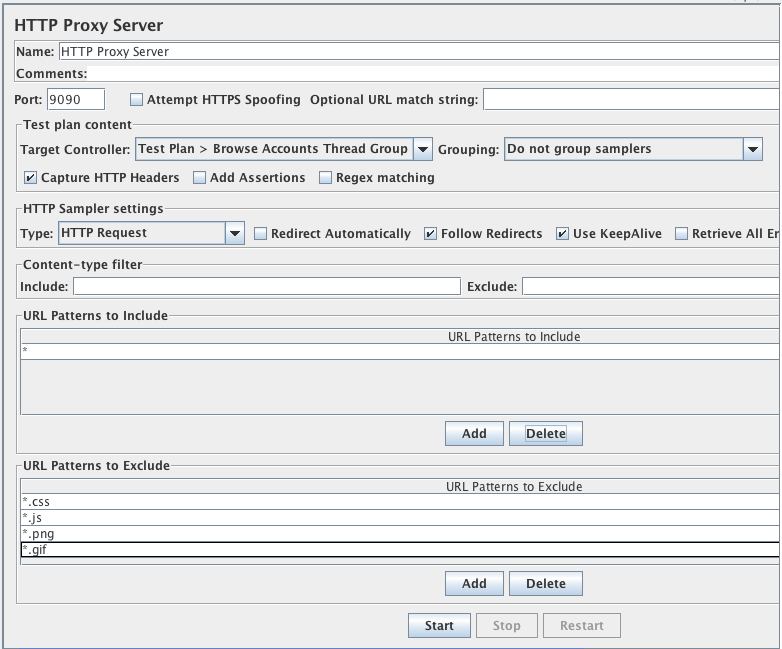 HTTP Proxy Server
Name: HTTP Proxy Server
Comments:
Port: 9090 Attempt HTTPS Spoofing Optional URL match string:
Test plan content
Target Controller: Test Plan > Browse Accounts Thread Group Grouping: Do not group samplers
Capture HTTP Headers Add Assertions Regex matching
HTTP Sampler settings
Type: HTTP Request Redirect Automatically Follow Redirects Use KeepAlive Retrieve All Er
Content-type filter
Include: Exclude:
URL Patterns to Include
URL Patterns to Include
*
Add Delete
URL Patterns to Exclude
URL Patterns to Exclude
*.css
*.js
*.png
*.gif
Add Delete
Start Stop Restart